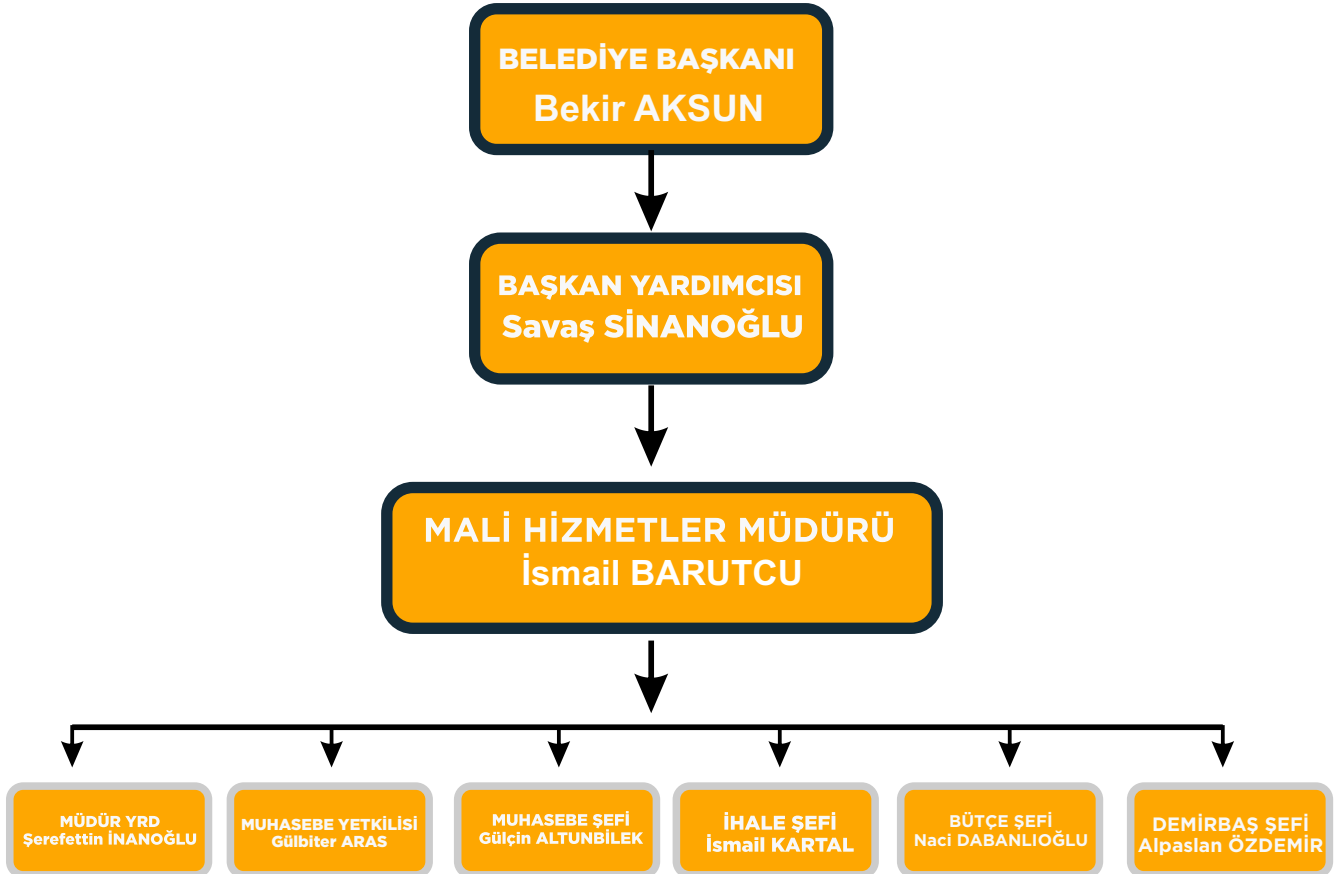 BELEDİYE BAŞKANI
Bekir AKSUN
BAŞKAN YARDIMCISI
Savaş SİNANOĞLU
MALİ HİZMETLER MÜDÜRÜ
İsmail BARUTCU
MÜDÜR YRD
Şerefettin İNANOĞLU
MUHASEBE YETKİLİSİ
Gülbiter ARAS
MUHASEBE ŞEFİ
Gülçin ALTUNBİLEK
İHALE ŞEFİ
İsmail KARTAL
BÜTÇE ŞEFİ
Naci DABANLIOĞLU
DEMİRBAŞ ŞEFİ
Alpaslan ÖZDEMİR